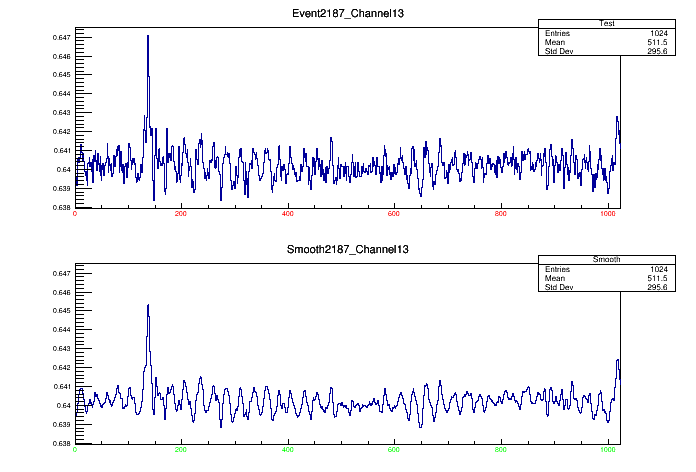 Event2187_Channel13
Test
Entries 1024
Mean 511.5
Std Dev 295.6
0.647
0.646
0.645
0.644
0.643
0.642
0.641
0.64
0.639
0.638
0 200 400 600 800 1000
Smooth2187_Channel13
Smooth
Entries 1024
Mean 511.5
Std Dev 295.6
0.647
0.646
0.645
0.644
0.643
0.642
0.641
0.64
0.639
0.638
0 200 400 600 800 1000